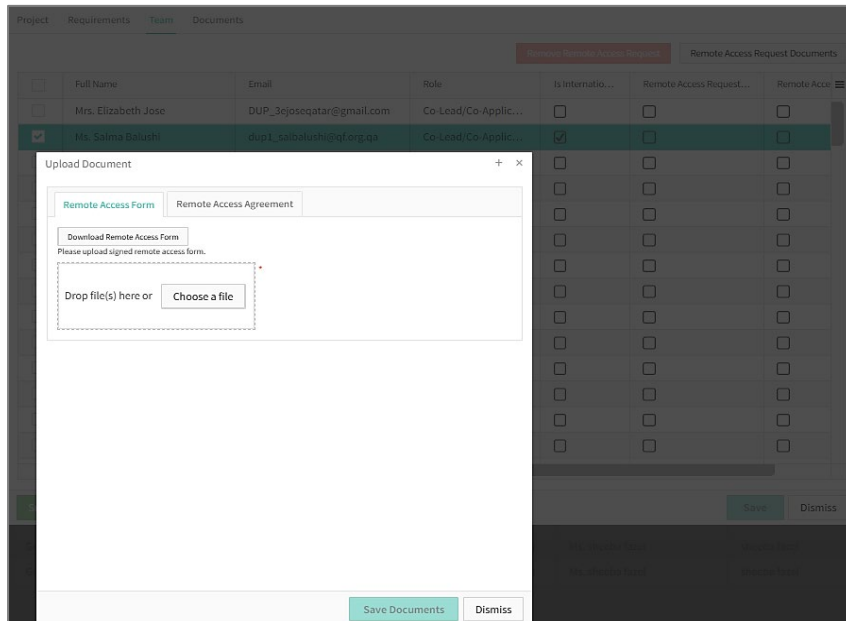 Project Requirements Team Documents
Remove Remote Access Request Remote Access Request Documents
Full Name Email Role Is Internatio... Remote Access Request... Remote Acce
Mrs. Elizabeth Jose DUP_3ejoseqatar@gmail.com Co-Lead/Co-Applic...
Ms. Salma Balushi dup1_salbalushi@qf.org.qa Co-Lead/Co-Applic...
Upload Document
Remote Access Form Remote Access Agreement
Download Remote Access Form
Please upload signed remote access form.
*
Drop file(s) here or Choose a file
Save Dismiss
Save Documents Dismiss